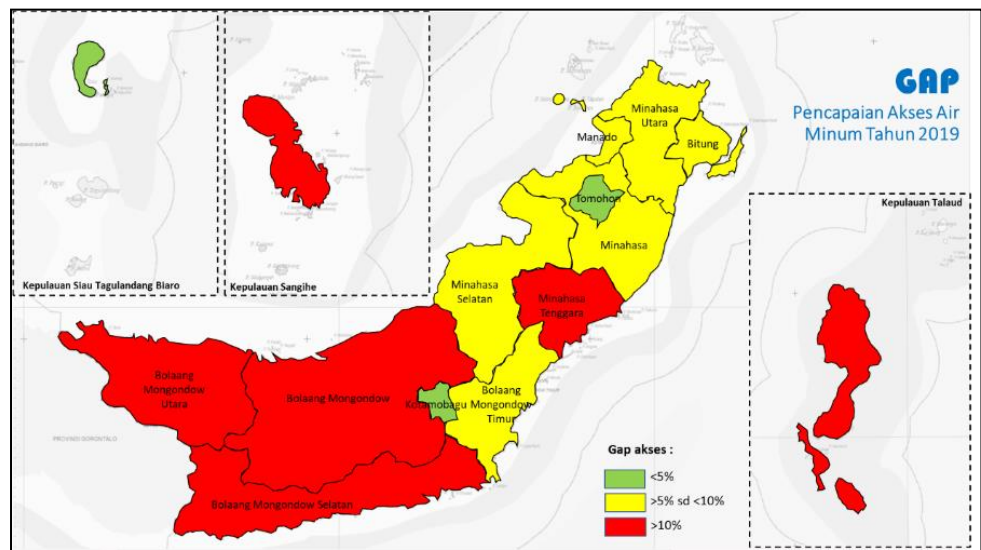 GAP
Pencapaian Akses Air
Minum Tahun 2019
Kepulauan Siau Tagulandang Biaro
Kepulauan Sangihe
Kepulauan Talaud
Minahasa
Utara
Manado
Bitung
Tomohon
Minahasa
Minahasa
Selatan
Minahasa
Tenggara
Bolaang
Mongondow
Utara
Bolaang Mongondow
Kotamobagu
Bolaang
Mongondow
Timur
Bolaang Mongondow Selatan
PROVINSI GORONTALO
Gap akses :
<5%
>5% sd <10%
>10%